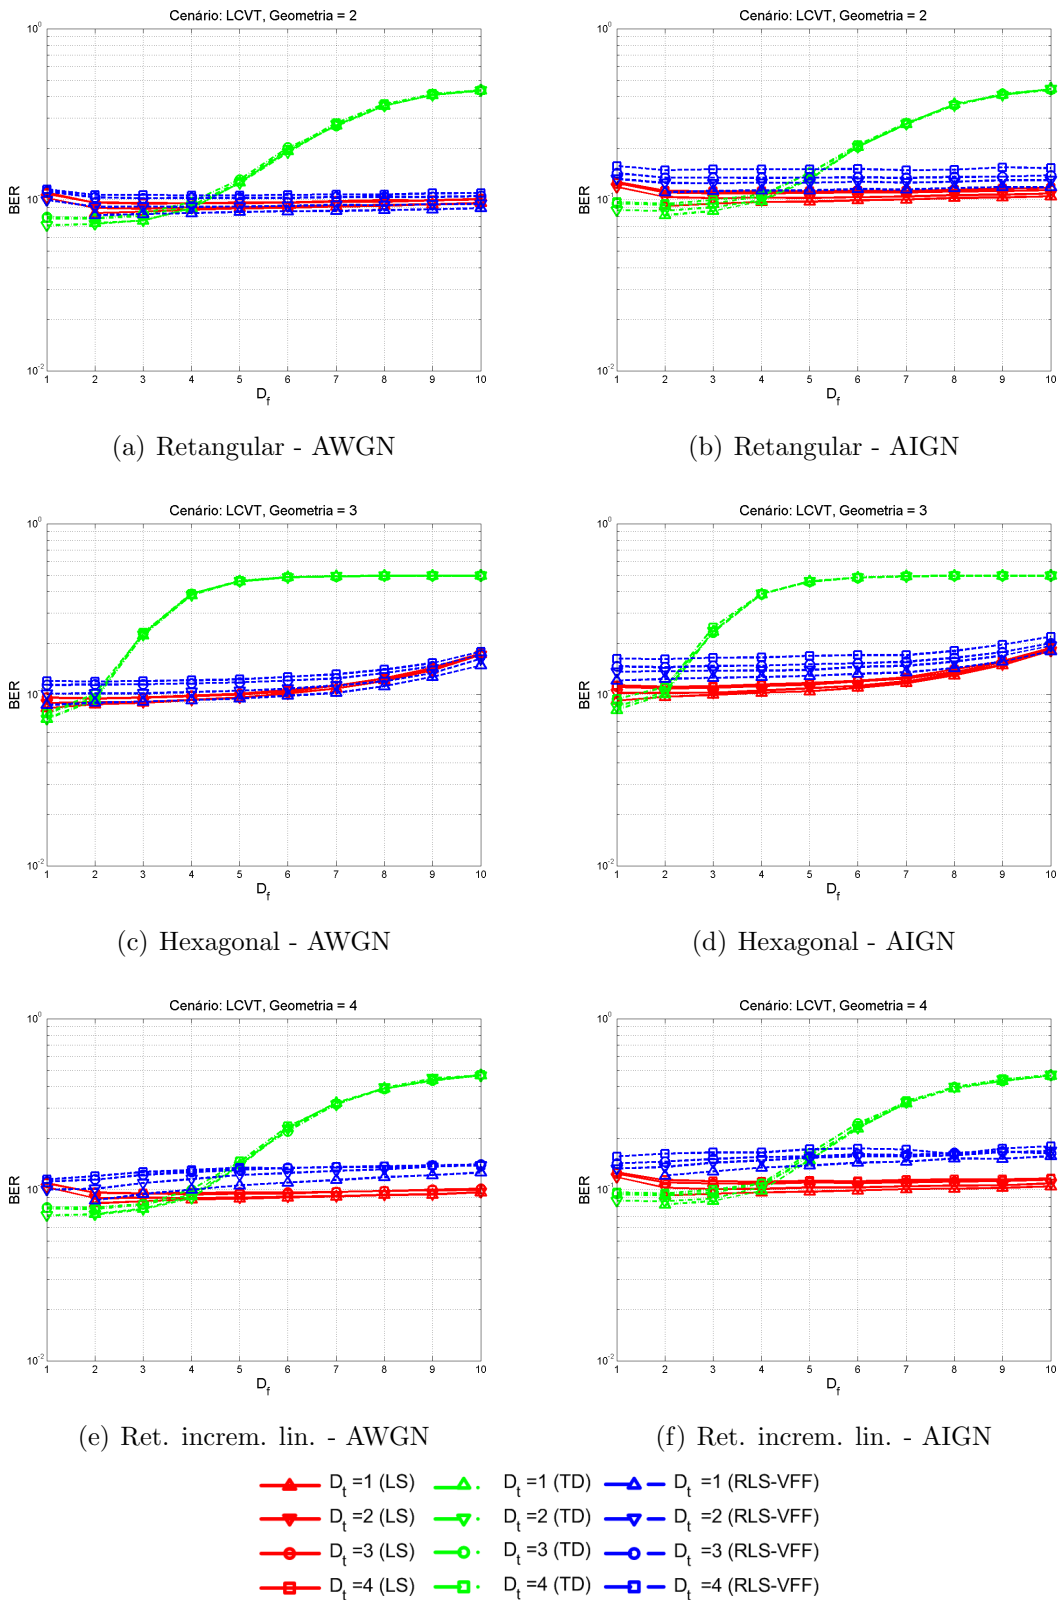 Cenário: LCVT, Geometria = 2
10^0
10^-1
10^-2
BER
1 2 3 4 5 6 7 8 9 10
D_f
(a) Retangular - AWGN
Cenário: LCVT, Geometria = 2
10^0
10^-1
10^-2
BER
1 2 3 4 5 6 7 8 9 10
D_f
(b) Retangular - AIGN
Cenário: LCVT, Geometria = 3
10^0
10^-1
10^-2
BER
1 2 3 4 5 6 7 8 9 10
D_f
(c) Hexagonal - AWGN
Cenário: LCVT, Geometria = 3
10^0
10^-1
10^-2
BER
1 2 3 4 5 6 7 8 9 10
D_f
(d) Hexagonal - AIGN
Cenário: LCVT, Geometria = 4
10^0
10^-1
10^-2
BER
1 2 3 4 5 6 7 8 9 10
D_f
(e) Ret. increm. lin. - AWGN
Cenário: LCVT, Geometria = 4
10^0
10^-1
10^-2
BER
1 2 3 4 5 6 7 8 9 10
D_f
(f) Ret. increm. lin. - AIGN
D_t =1 (LS) D_t =1 (TD) D_t =1 (RLS-VFF)
D_t =2 (LS) D_t =2 (TD) D_t =2 (RLS-VFF)
D_t =3 (LS) D_t =3 (TD) D_t =3 (RLS-VFF)
D_t =4 (LS) D_t =4 (TD) D_t =4 (RLS-VFF)